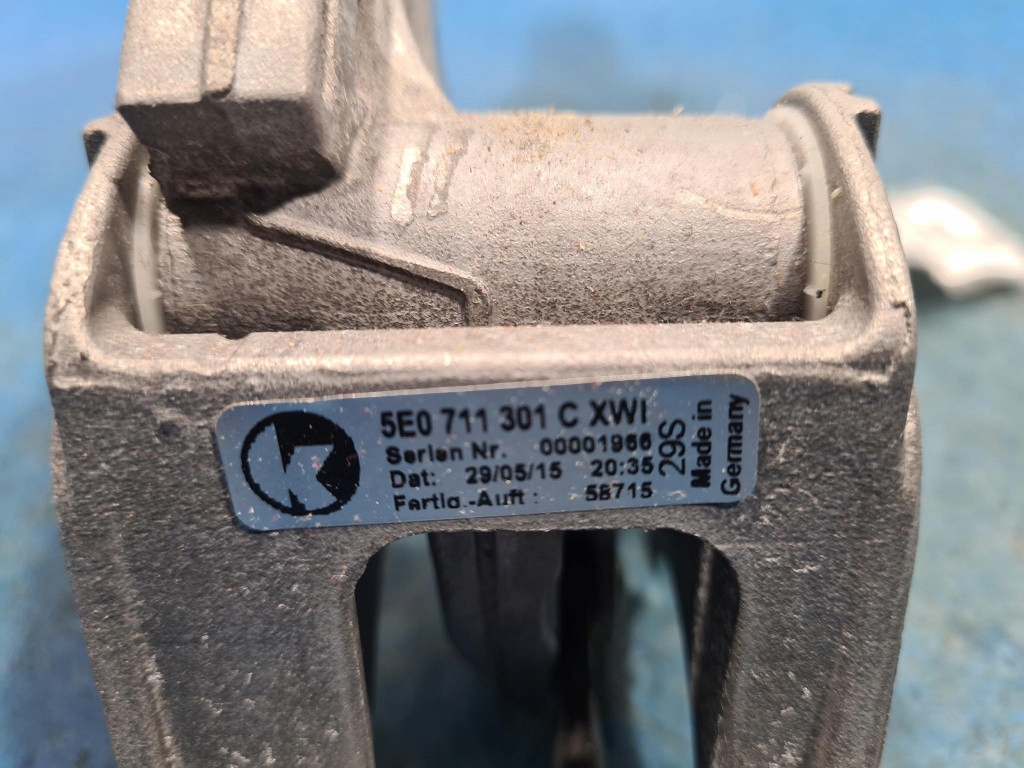 K
5E0 711 301 C XWI
Serien Nr. 00001966
Dat: 29/05/15 20:35
Fertig.-Auft : 58715
29S
Made in
Germany